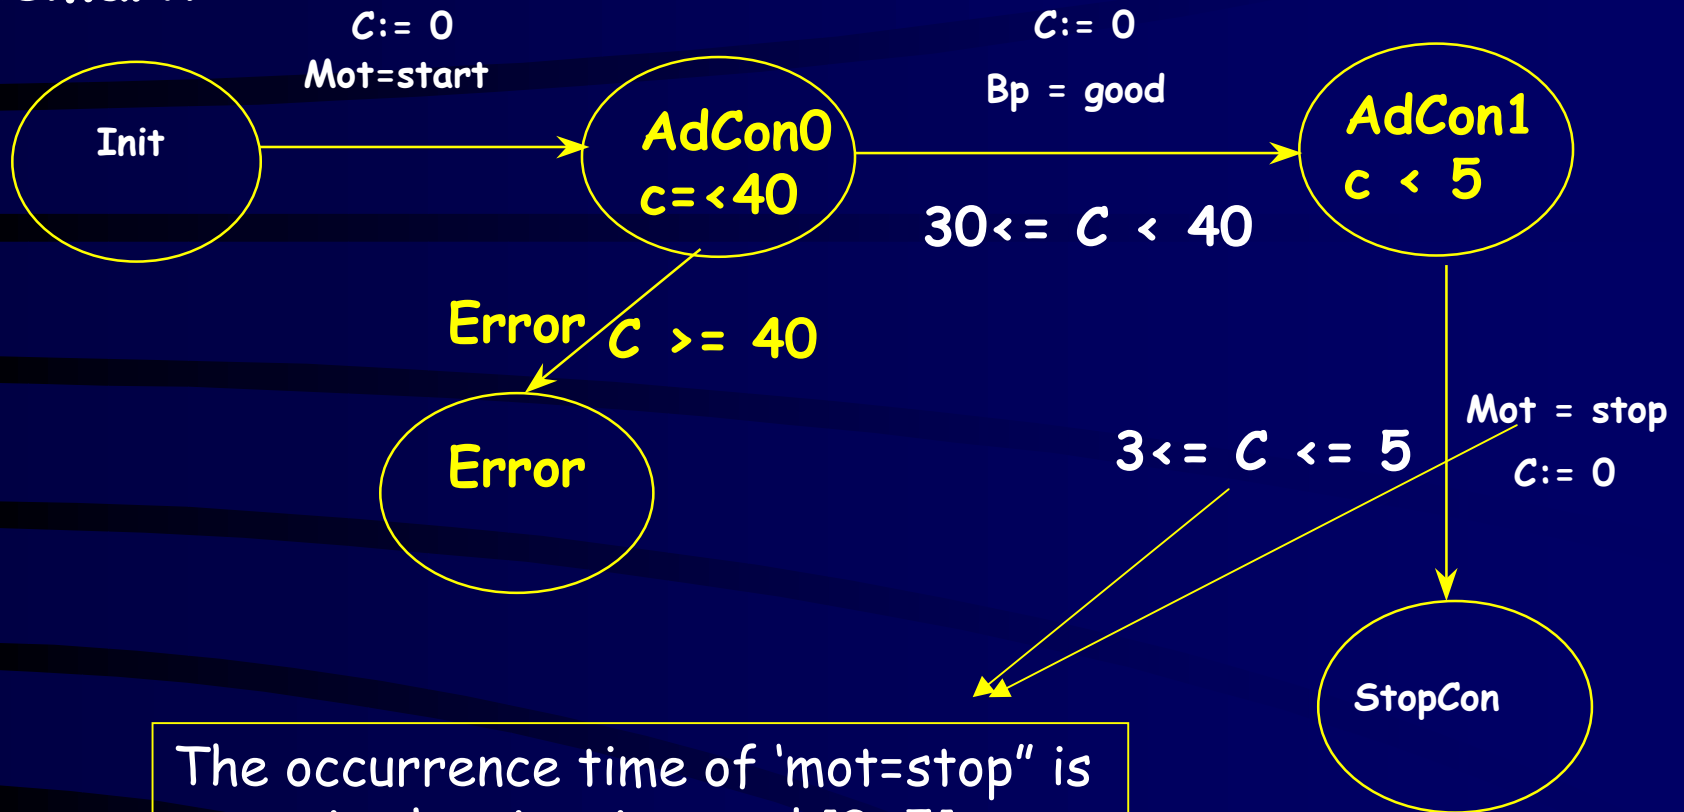 C:= 0
Mot=start
C:= 0
Bp = good
Init
AdCon0
c=<40
AdCon1
c < 5
30<= C < 40
Error
C >= 40
Error
3<= C <= 5
Mot = stop
C:= 0
StopCon
The occurrence time of 'mot=stop" is